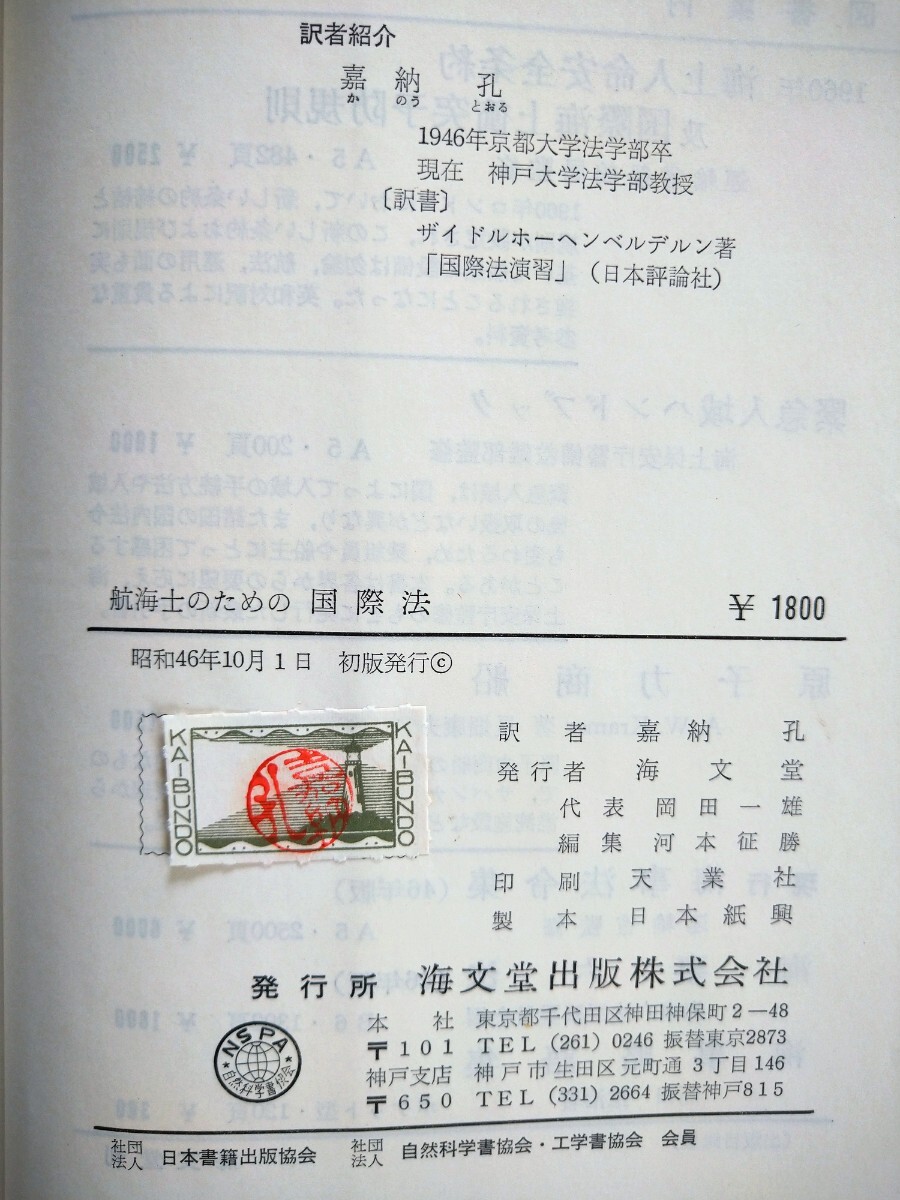 訳者紹介
嘉納孔
か のう とおる
1946年京都大学法学部卒
現在 神戸大学法学部教授
〔訳書〕
ザイドルホーヘンベルデルン著
「国際法演習」(日本評論社)
航海士のための 国際法 ¥ 1800
昭和46年10月1日 初版発行©
KAIBUNDO KAIBUNDO
訳者 嘉納孔
発行者 海文堂
代表 岡田一雄
編集 河本征勝
印刷 天業社
製本 日本紙興
発行所 海文堂出版株式会社
本社 東京都千代田区神田神保町2―48
〒101 TEL (261) 0246 振替東京2873
神戸支店 神戸市生田区元町通3丁目146
〒650 TEL (331) 2664 振替神戸815
NSPA
自然科学書協会
社団法人 日本書籍出版協会 社団法人 自然科学書協会・工学書協会 会員